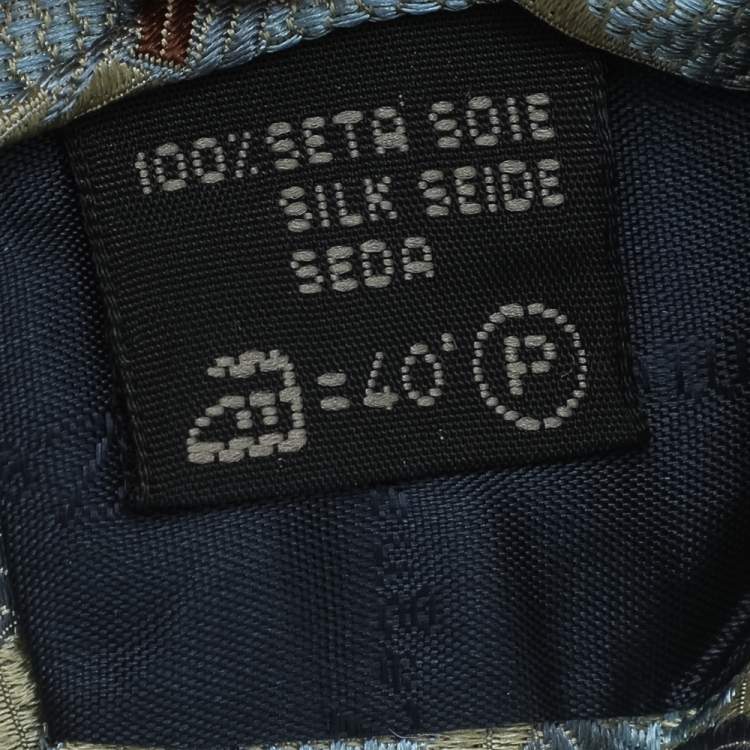 100% SETA SOIE
SILK SEIDE
SEDA
=40° P